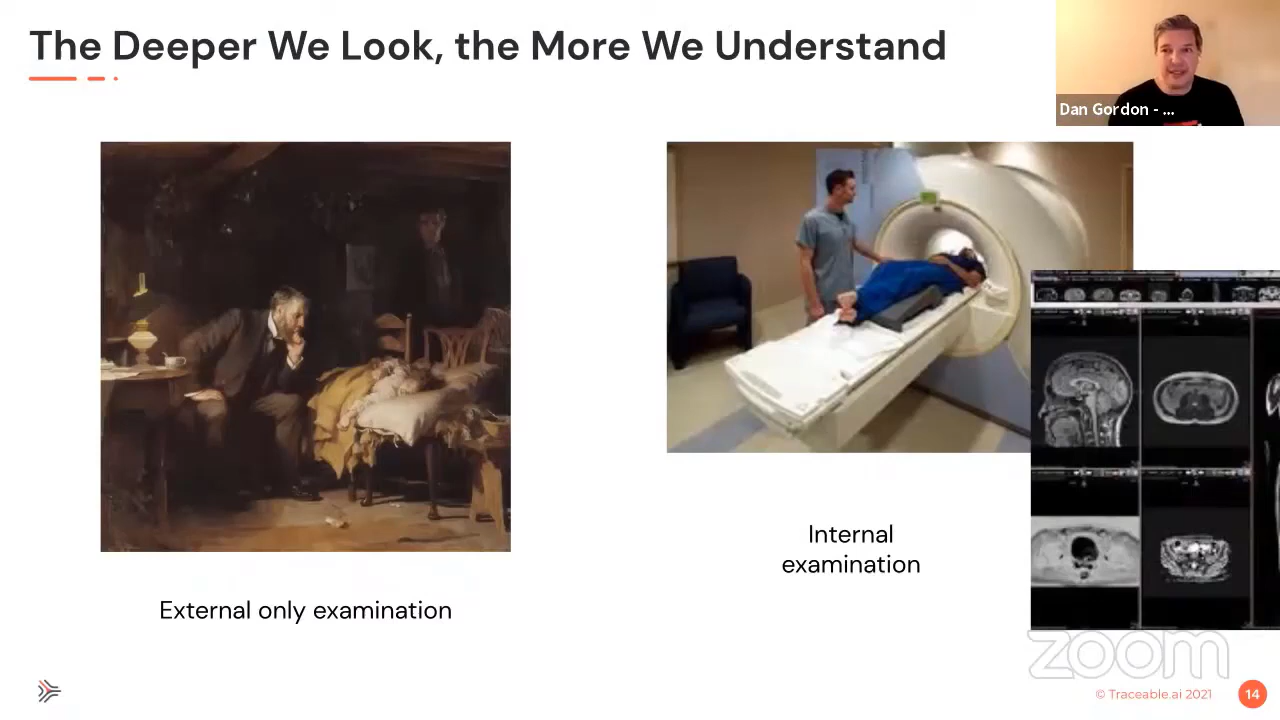 The Deeper We Look, the More We Understand
Dan Gordon - ...
Internal
examination
External only examination
zoom
© Traceable.ai 2021
14